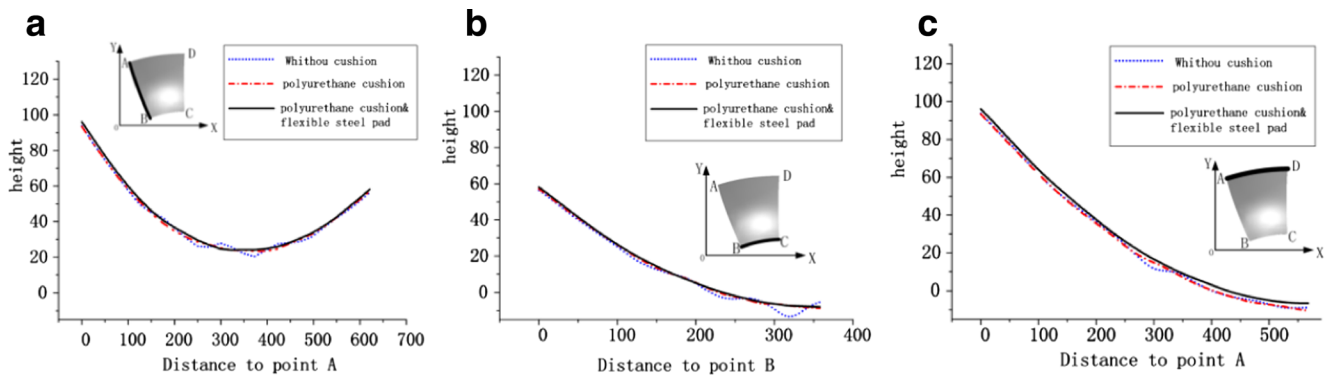 a
Whithou cushion
polyurethane cushion
polyurethane cushion&
flexible steel pad
Y
A
D
B
C
0
X
height
120
100
80
60
40
20
0
0
100
200
300
400
500
600
700
Distance to point A
b
Whithou cushion
polyurethane cushion
polyurethane cushion&
flexible steel pad
Y
A
D
B
C
0
X
height
120
100
80
60
40
20
0
0
100
200
300
400
Distance to point B
c
Whithou cushion
polyurethane cushion
polyurethane cushion&
flexible steel pad
Y
A
D
B
C
0
X
height
120
100
80
60
40
20
0
0
100
200
300
400
500
Distance to point A